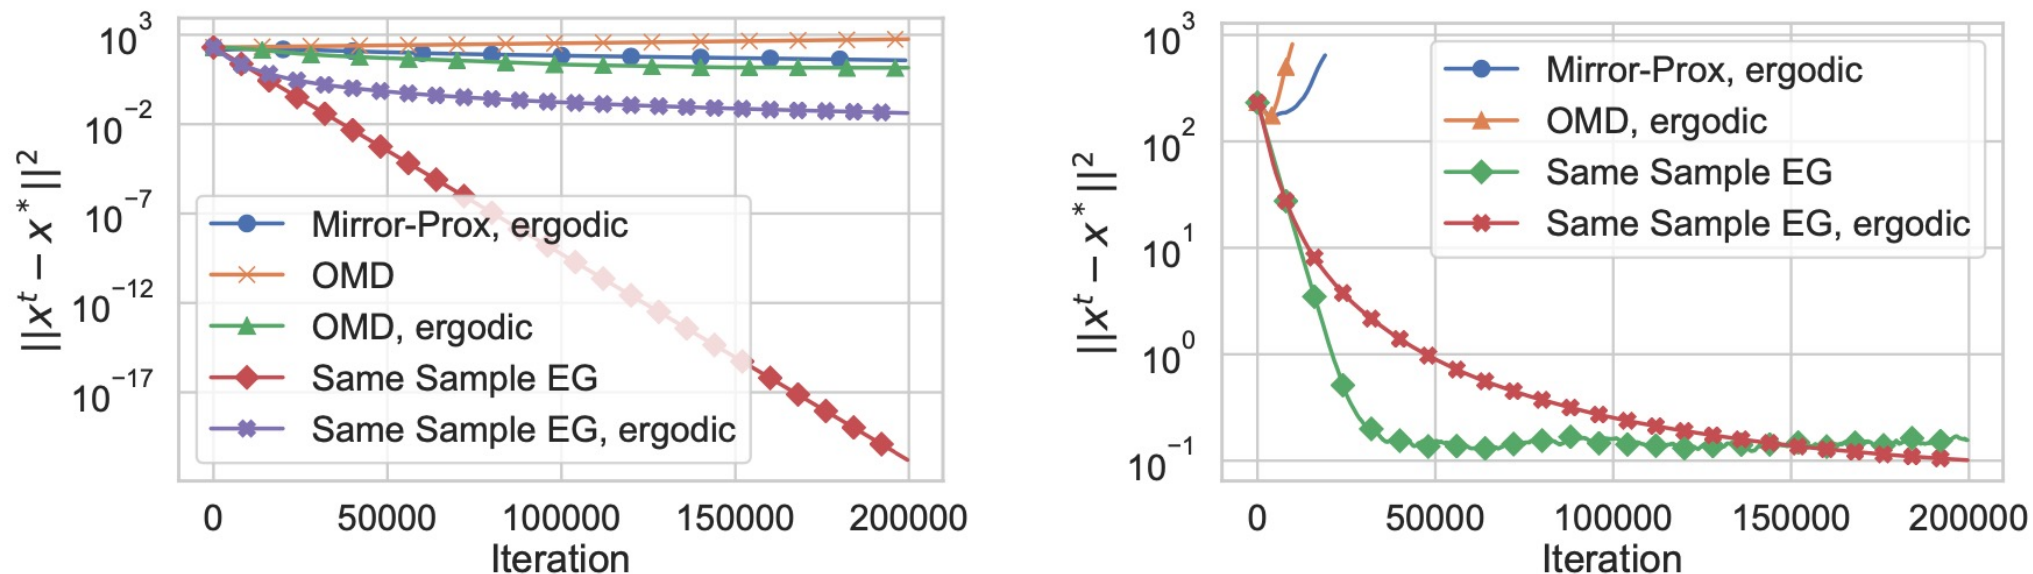 10^3
10^−2
10^−7
10^−12
10^−17
||x^t − x^*||^2
Mirror-Prox, ergodic
OMD
OMD, ergodic
Same Sample EG
Same Sample EG, ergodic
0 50000 100000 150000 200000
Iteration
10^3
10^2
10^1
10^0
10^−1
||x^t − x^*||^2
Mirror-Prox, ergodic
OMD, ergodic
Same Sample EG
Same Sample EG, ergodic
0 50000 100000 150000 200000
Iteration